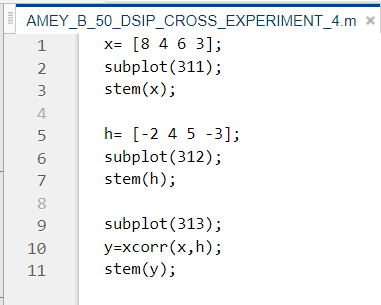 AMEY_B_50_DSIP_CROSS_EXPERIMENT_4.m ×
1 x= [8 4 6 3];
2 subplot(311);
3 stem(x);
4
5 h= [-2 4 5 -3];
6 subplot(312);
7 stem(h);
8
9 subplot(313);
10 y=xcorr(x,h);
11 stem(y);